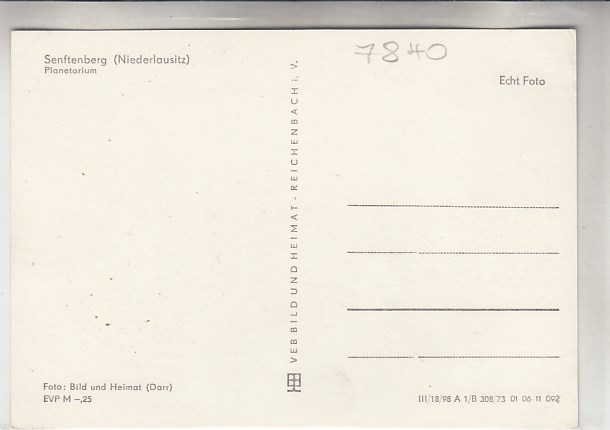 Senftenberg (Niederlausitz)
Planetarium
7840
Echt Foto
VEB BILD UND HEIMAT - REICHENBACH I. V.
Foto: Bild und Heimat (Darr)
EVP M –,25
III/18/98 A 1/B 308/73 01 06 11 092